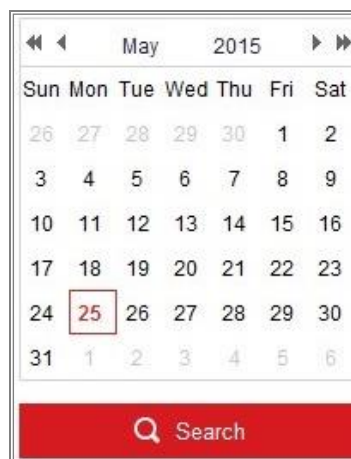 May 2015
Sun Mon Tue Wed Thu Fri Sat
26 27 28 29 30 1 2
3 4 5 6 7 8 9
10 11 12 13 14 15 16
17 18 19 20 21 22 23
24 25 26 27 28 29 30
31 1 2 3 4 5 6
Search